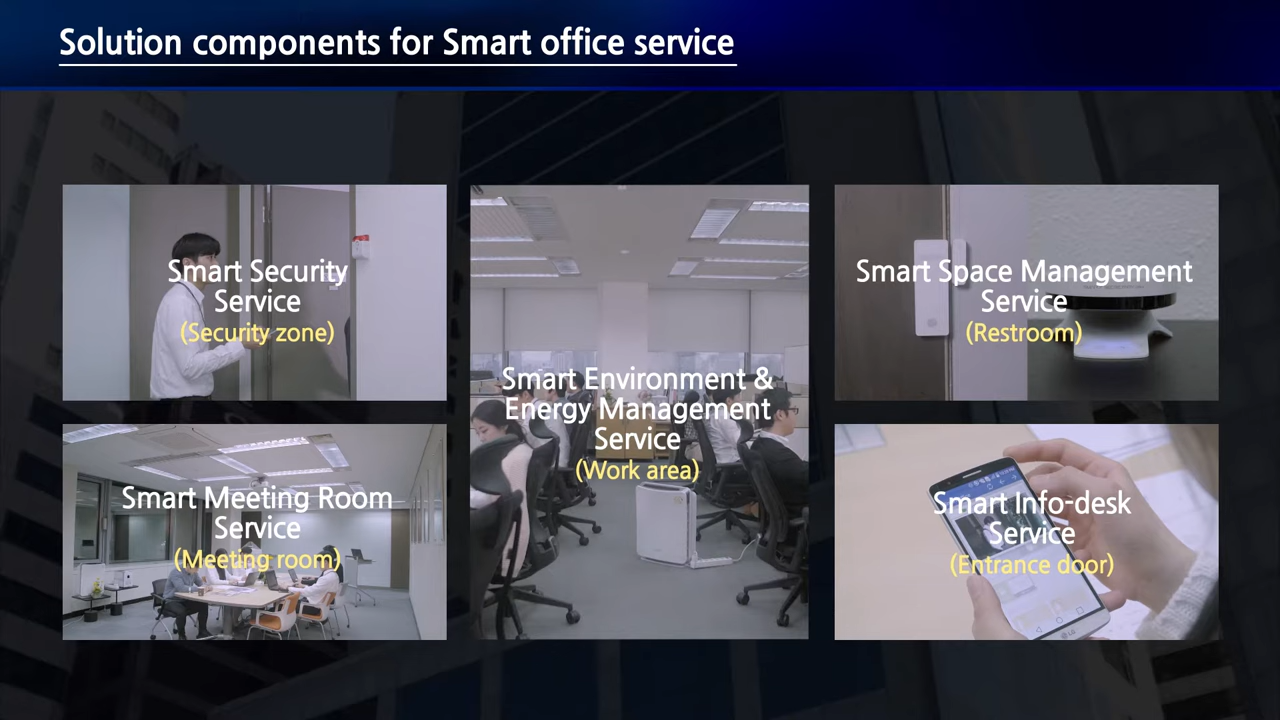 Solution components for Smart office service
Smart Security
Service
(Security zone)
Smart Meeting Room
Service
(Meeting room)
Smart Environment &
Energy Management
Service
(Work area)
Smart Space Management
Service
(Restroom)
Smart Info-desk
Service
(Entrance door)
LG